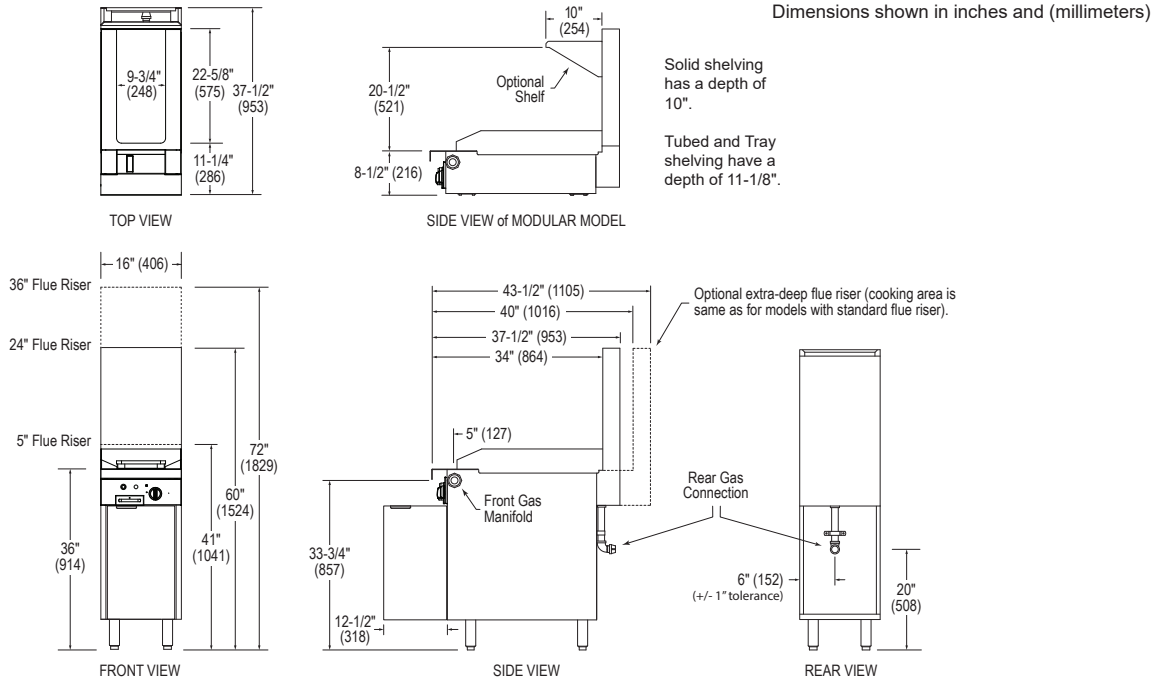 Dimensions shown in inches and (millimeters)
9-3/4"
(248)
22-5/8"
(575)
37-1/2"
(953)
11-1/4"
(286)
TOP VIEW
10"
(254)
Optional
Shelf
20-1/2"
(521)
8-1/2" (216)
SIDE VIEW of MODULAR MODEL
Solid shelving
has a depth of
10".
Tubed and Tray
shelving have a
depth of 11-1/8".
16" (406)
36" Flue Riser
24" Flue Riser
5" Flue Riser
72"
(1829)
60"
(1524)
41"
(1041)
36"
(914)
FRONT VIEW
43-1/2" (1105)
40" (1016)
37-1/2" (953)
34" (864)
Optional extra-deep flue riser (cooking area is
same as for models with standard flue riser).
5" (127)
Front Gas
Manifold
33-3/4"
(857)
12-1/2"
(318)
SIDE VIEW
Rear Gas
Connection
6" (152)
(+/- 1" tolerance)
20"
(508)
REAR VIEW